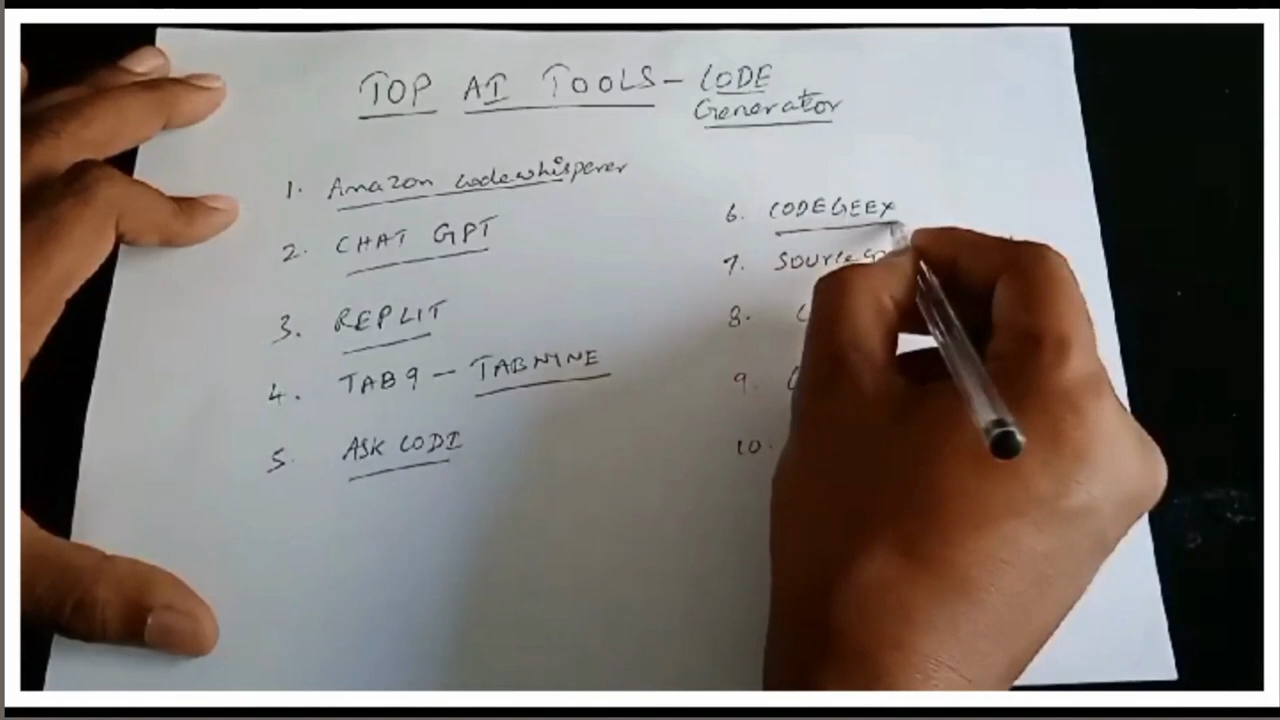 TOP AI TOOLS - CODE
Generator
1. Amazon codewhisperer
2. CHAT GPT
3. REPLIT
4. TAB9 - TABNINE
5. ASK CODI
6. CODEGEEX
7.
8.
9.
10.